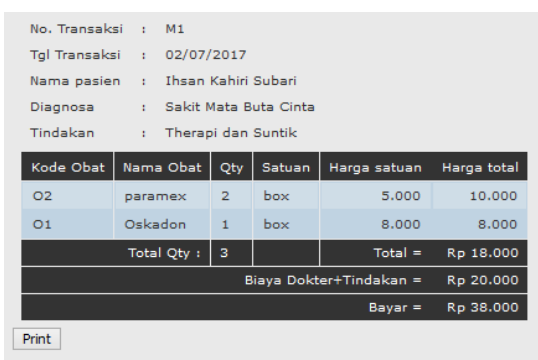 No. Transaksi : M1
Tgl Transaksi : 02/07/2017
Nama pasien : Ihsan Kahiri Subari
Diagnosa : Sakit Mata Buta Cinta
Tindakan : Therapi dan Suntik
Kode Obat Nama Obat Qty Satuan Harga satuan Harga total
O2 paramex 2 box 5.000 10.000
O1 Oskadon 1 box 8.000 8.000
Total Qty : 3 Total = Rp 18.000
Biaya Dokter+Tindakan = Rp 20.000
Bayar = Rp 38.000
Print